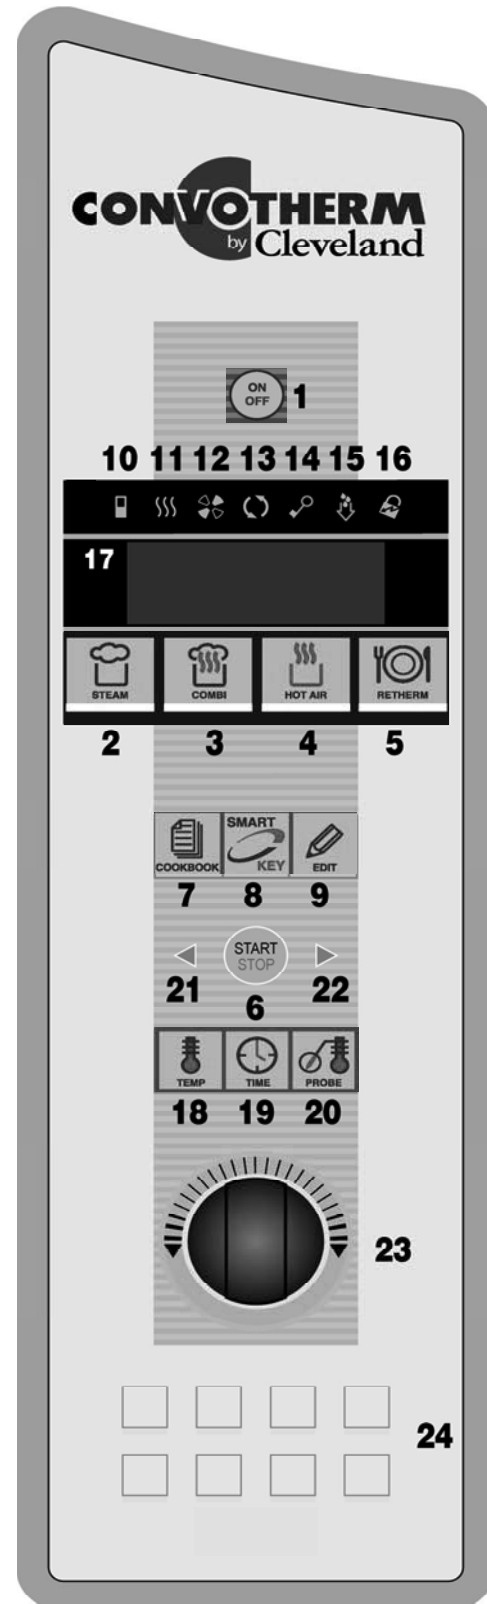 CONVOTHERM
by Cleveland
ON
OFF
1
10 11 12 13 14 15 16
17
STEAM COMBI HOT AIR RETHERM
2 3 4 5
COOKBOOK SMART KEY EDIT
7 8 9
START
STOP
21 22
6
TEMP TIME PROBE
18 19 20
23
24